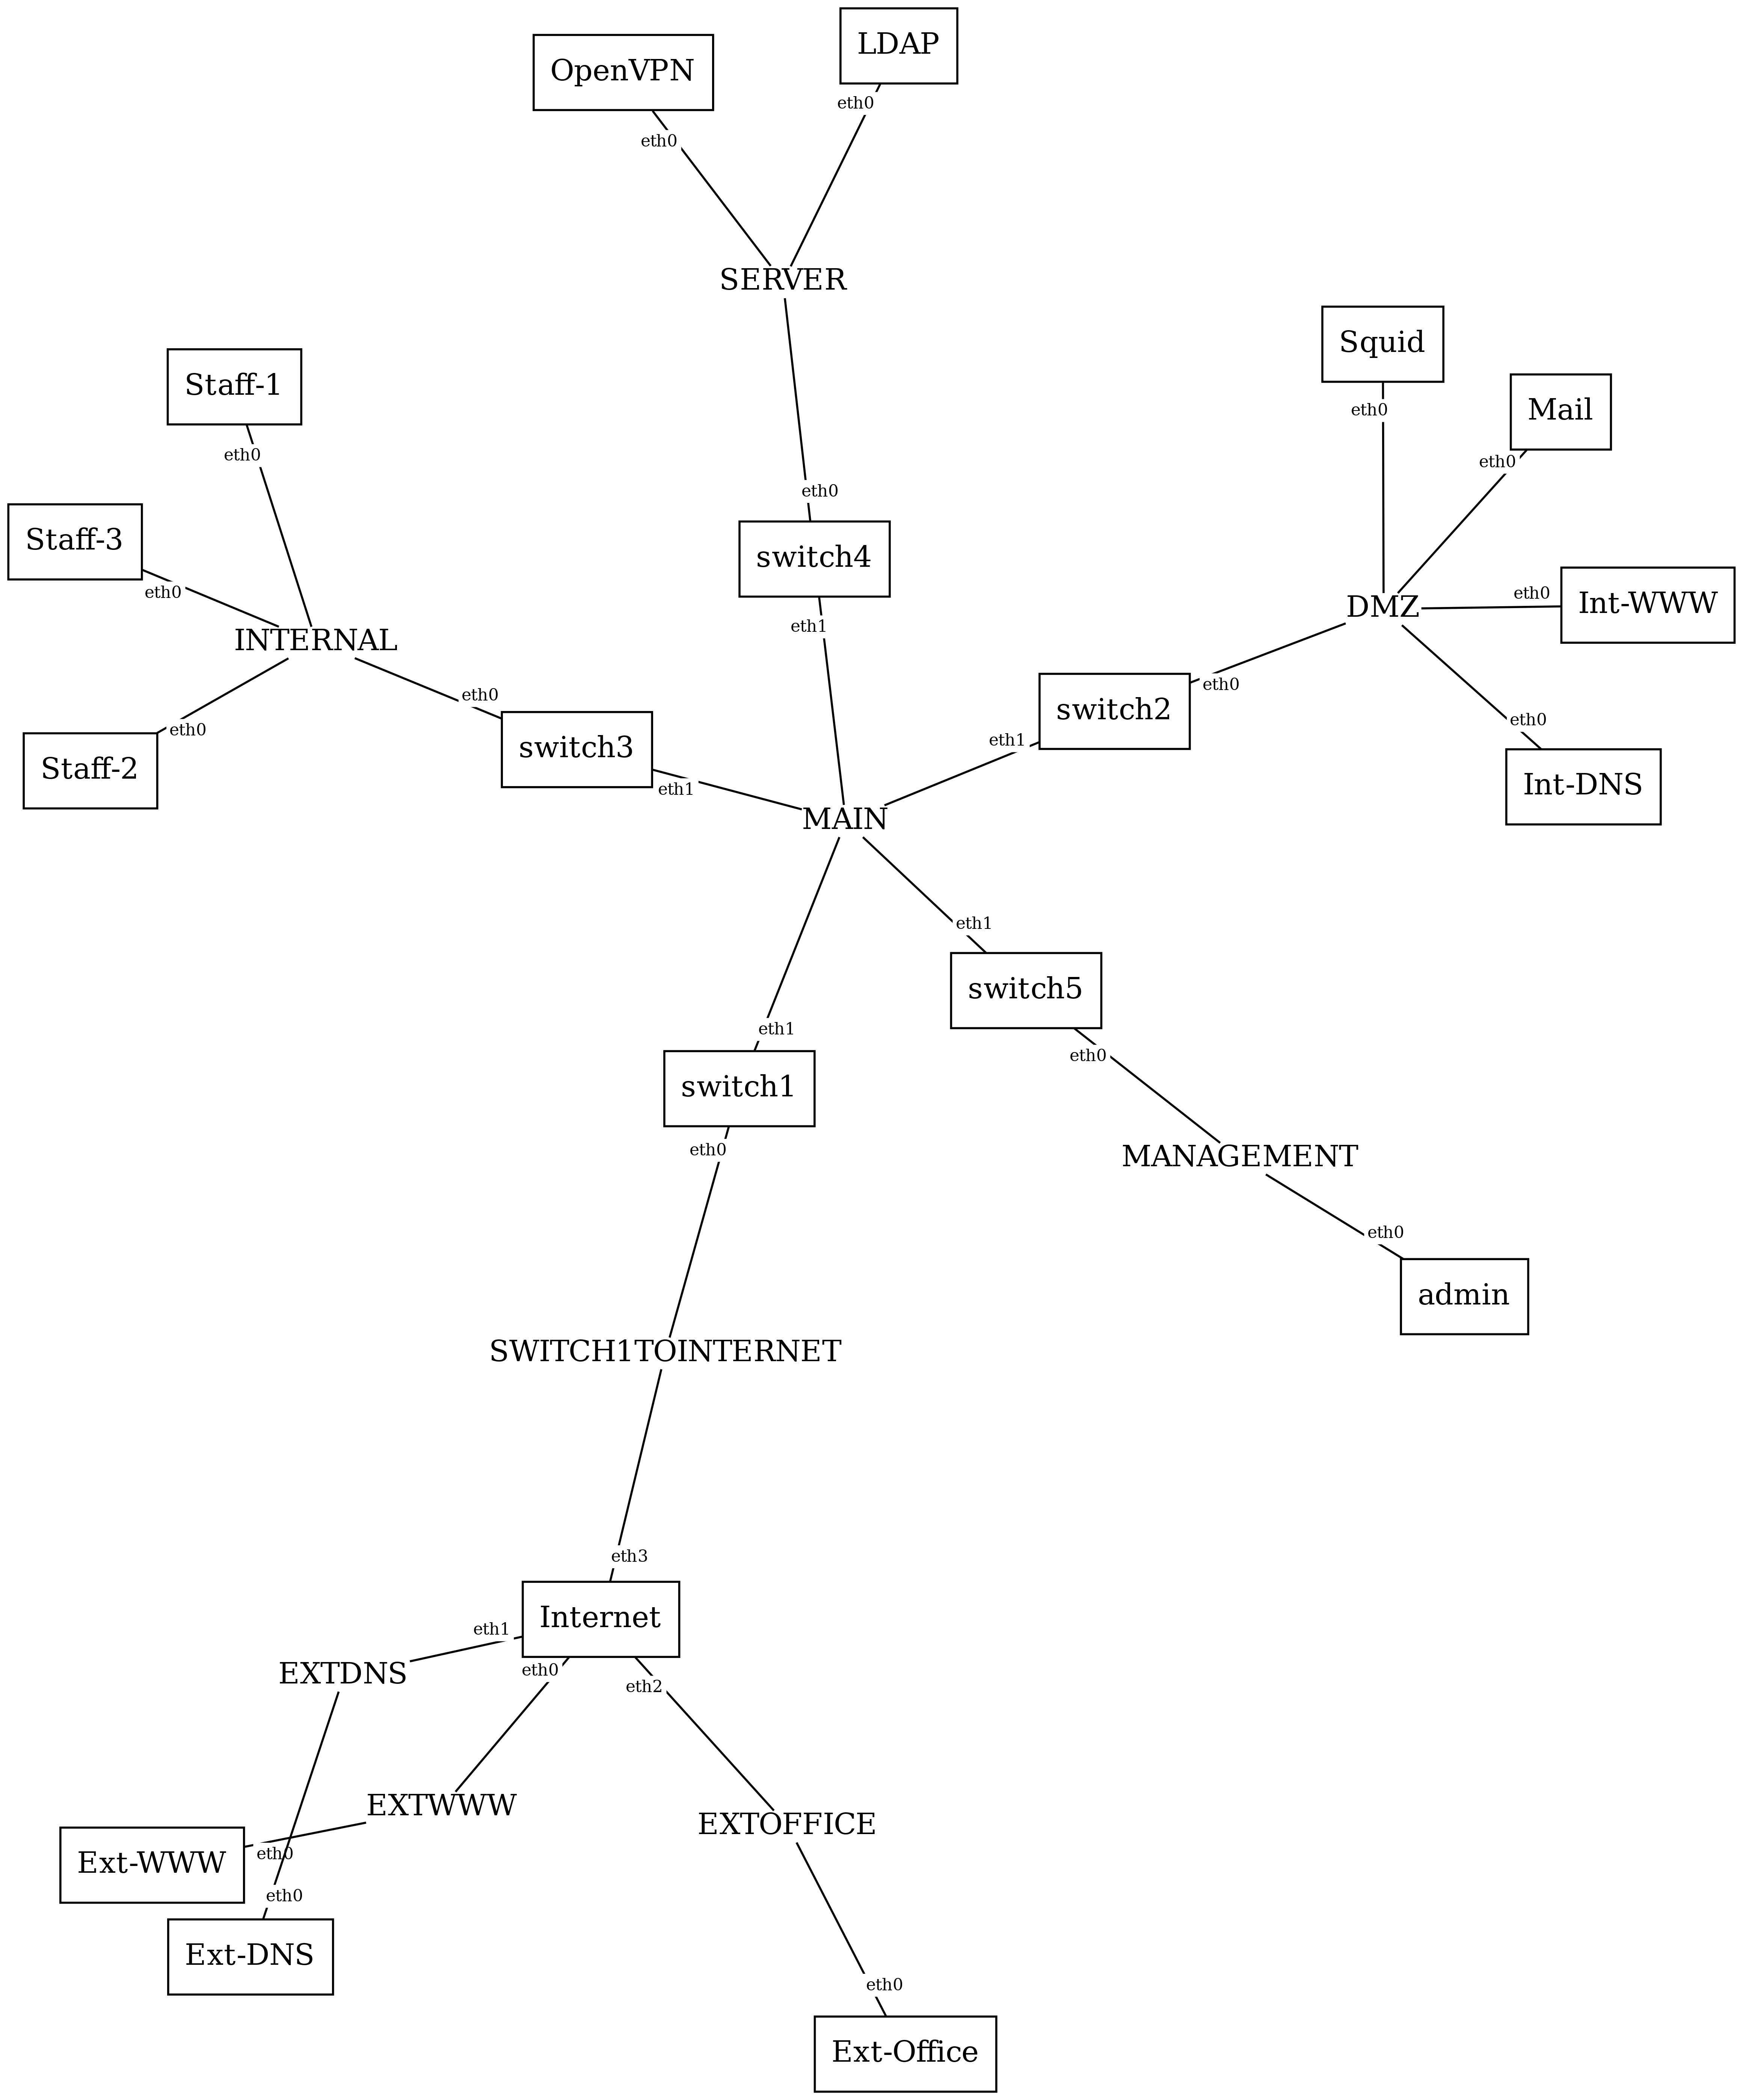 LDAP
OpenVPN
eth0
eth0
SERVER
Squid
Staff-1
Mail
eth0
eth0
eth0
eth0
Staff-3
switch4
eth0
eth0
Int-WWW
DMZ
eth1
INTERNAL
eth0
eth0
eth0
switch2
eth0
eth0
eth1
switch3
Staff-2
Int-DNS
eth1
MAIN
eth1
switch5
eth1
eth0
switch1
eth0
MANAGEMENT
eth0
admin
SWITCH1TOINTERNET
eth3
Internet
eth1
eth0
EXTDNS
eth2
EXTWWW
EXTOFFICE
eth0
Ext-WWW
eth0
Ext-DNS
eth0
Ext-Office